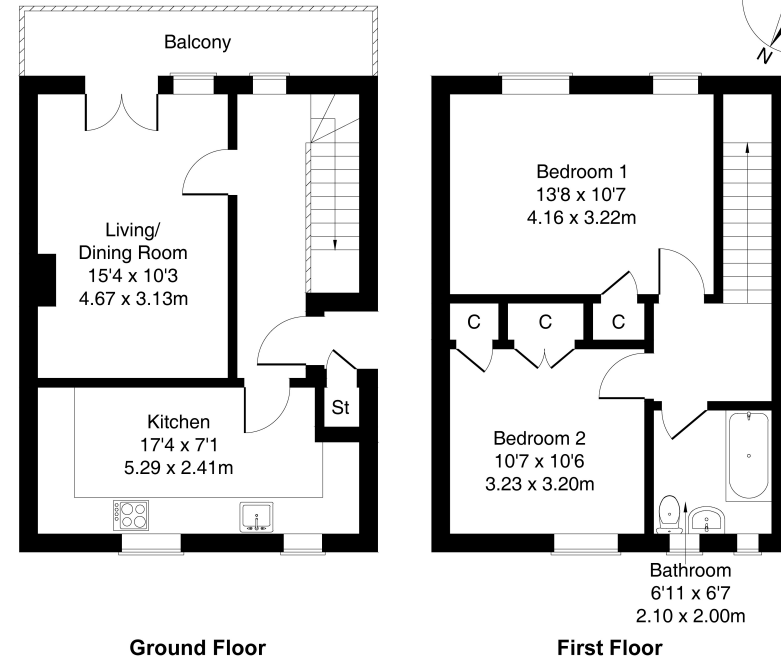 Balcony
N
Living/
Dining Room
15'4 x 10'3
4.67 x 3.13m
Kitchen
17'4 x 7'1
5.29 x 2.41m
St
Bedroom 1
13'8 x 10'7
4.16 x 3.22m
C
C
C
Bedroom 2
10'7 x 10'6
3.23 x 3.20m
Bathroom
6'11 x 6'7
2.10 x 2.00m
Ground Floor
First Floor